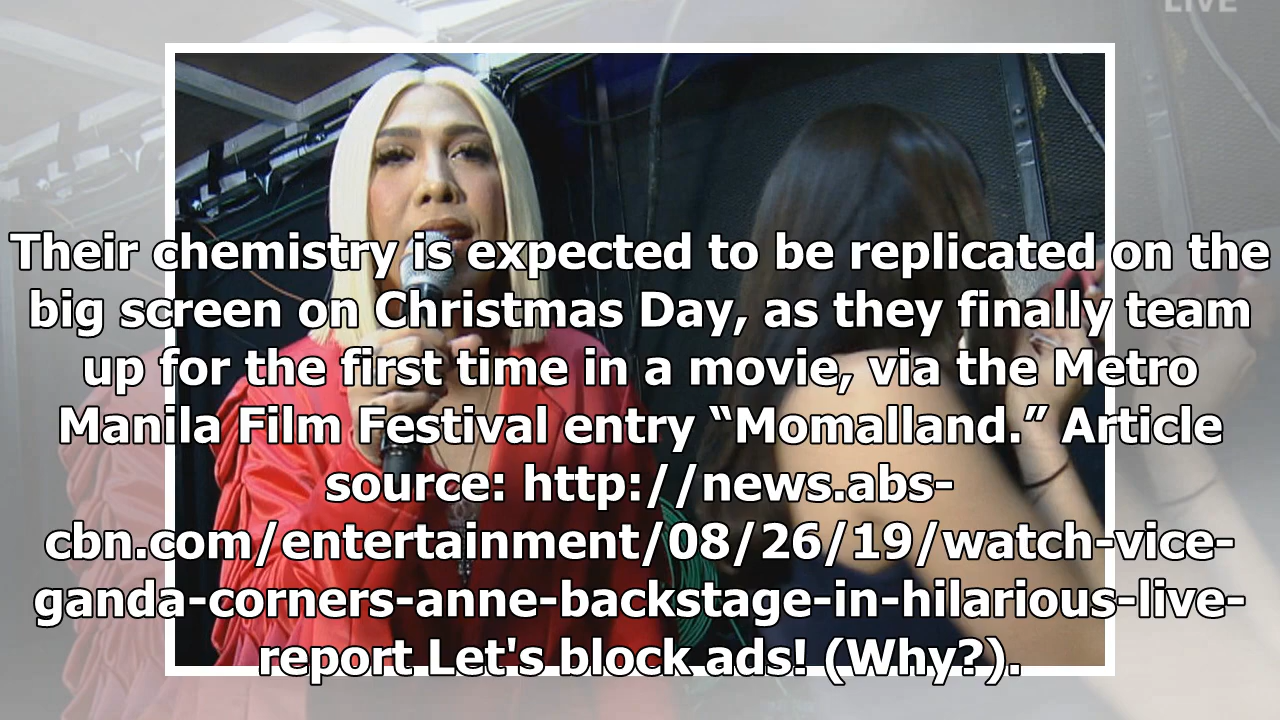 LIVE
Their chemistry is expected to be replicated on the
big screen on Christmas Day, as they finally team
up for the first time in a movie, via the Metro
Manila Film Festival entry “Momalland.” Article
source: http://news.abs-
cbn.com/entertainment/08/26/19/watch-vice-
ganda-corners-anne-backstage-in-hilarious-live-
report Let's block ads! (Why?).